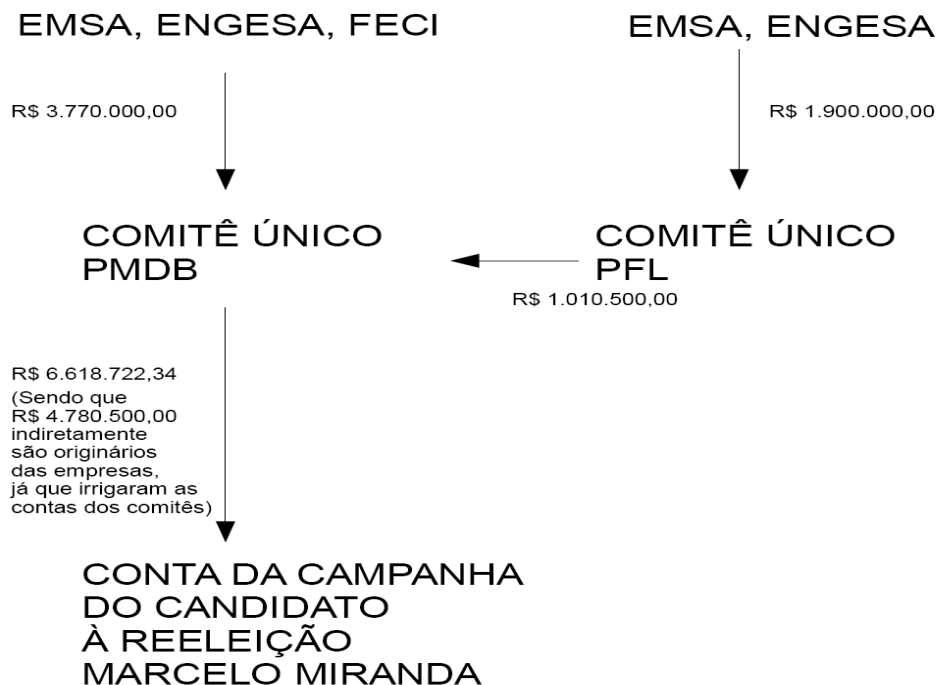 EMSA, ENGESA, FECI
EMSA, ENGESA
R$ 3.770.000,00
R$ 1.900.000,00
COMITÊ ÚNICO
PMDB
COMITÊ ÚNICO
PFL
R$ 1.010.500,00
R$ 6.618.722,34
(Sendo que
R$ 4.780.500,00
indiretamente
são originários
das empresas,
já que irrigaram as
contas dos comitês)
CONTA DA CAMPANHA
DO CANDIDATO
À REELEIÇÃO
MARCELO MIRANDA